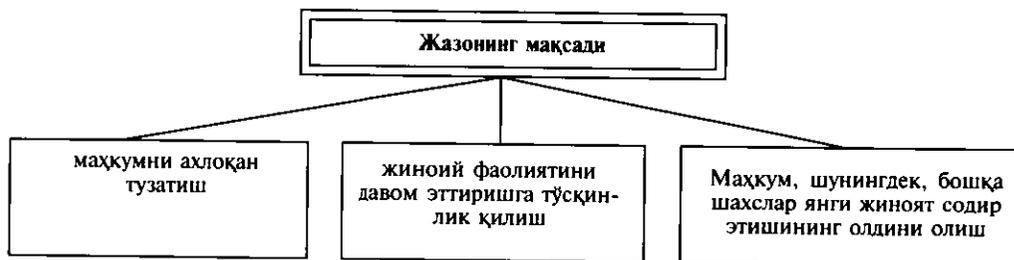 Жазонинг мақсади
маҳкумни ахлоқан
тузатиш
жиноий фаолиятини
давом эттиришга тўсқин-
лик қилиш
Маҳкум, шунингдек, бошқа
шахслар янги жиноят содир
этишининг олдини олиш